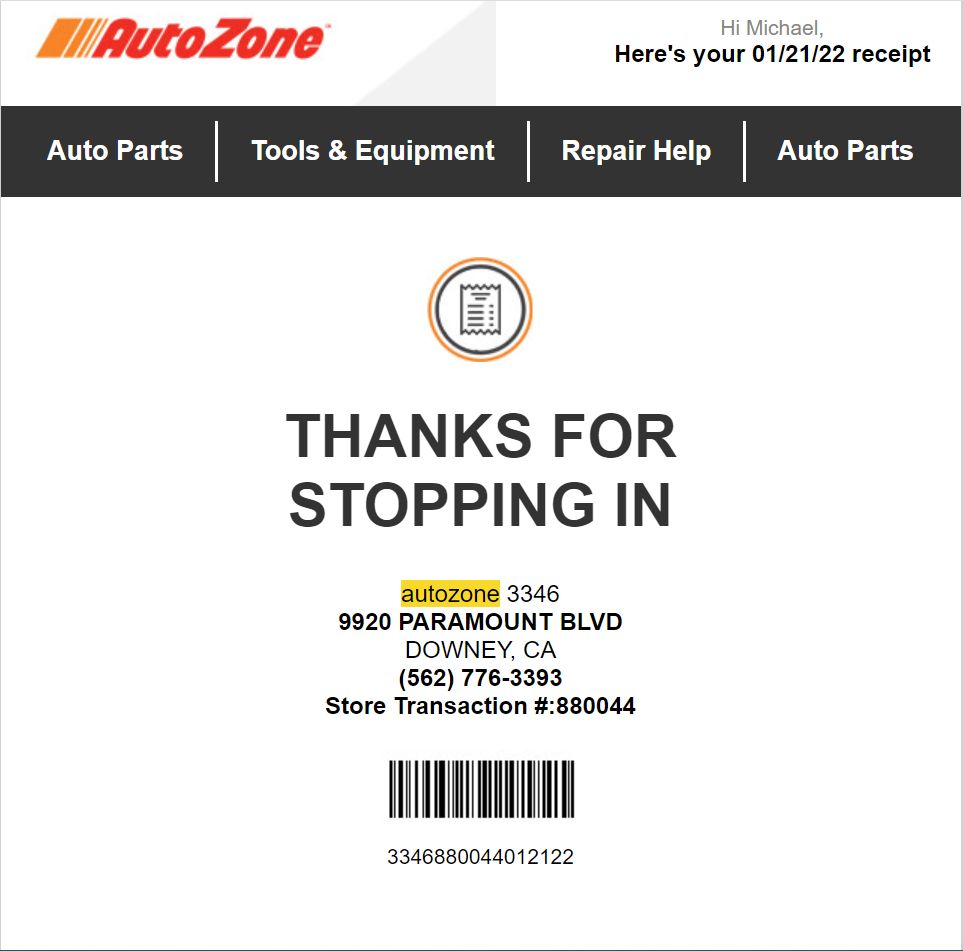 AutoZone
Hi Michael,
Here's your 01/21/22 receipt
Auto Parts
Tools & Equipment
Repair Help
Auto Parts
THANKS FOR
STOPPING IN
autozone 3346
9920 PARAMOUNT BLVD
DOWNEY, CA
(562) 776-3393
Store Transaction #:880044
3346880044012122